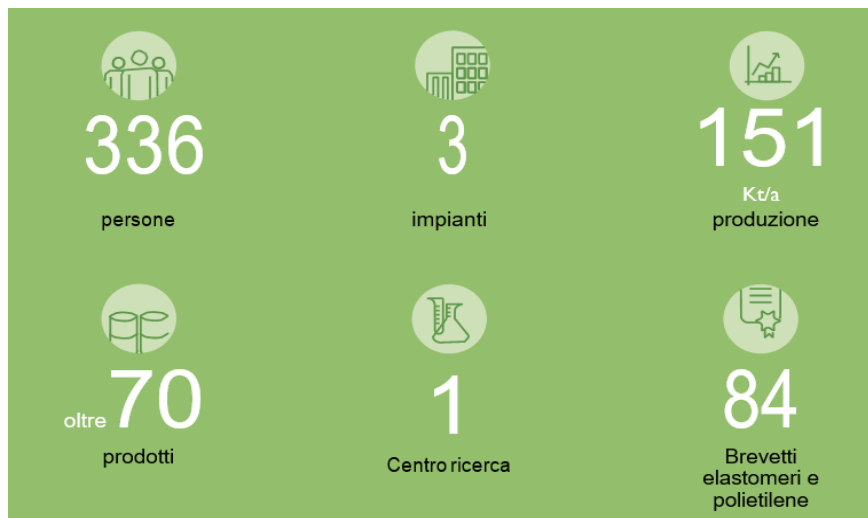 336
persone
3
impianti
151
Kt/a
produzione
oltre 70
prodotti
1
Centro ricerca
84
Brevetti
elastomeri e
polietilene